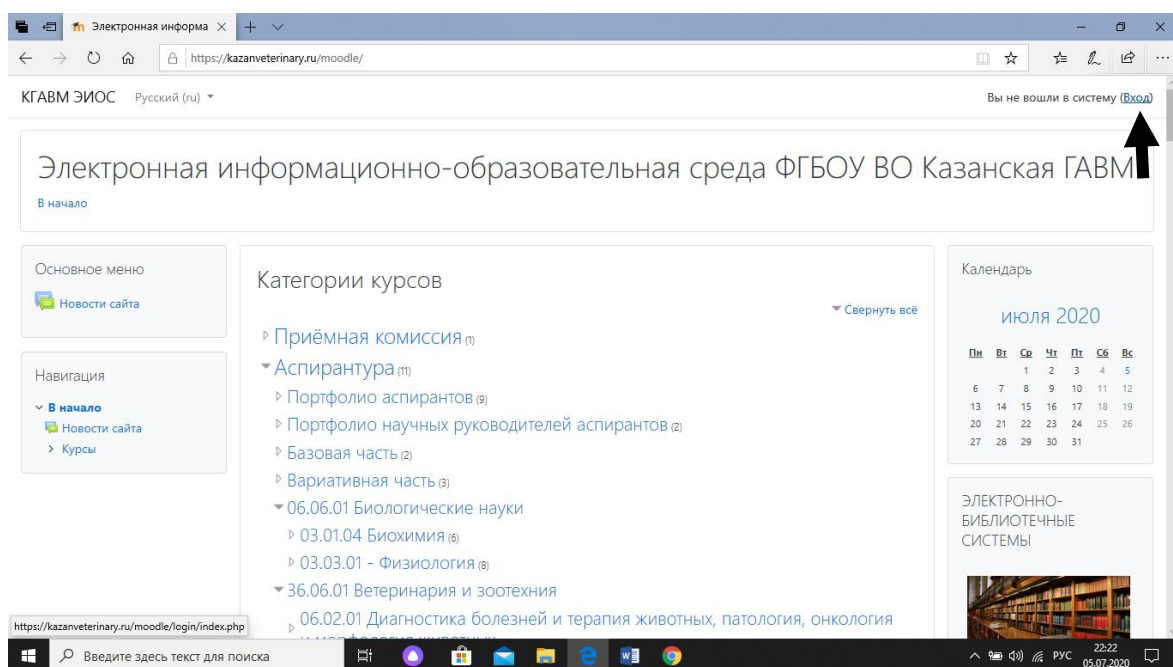 Электронная информа
https://kazanveterinary.ru/moodle/
КГАВМ ЭИОС Русский (ru)
Вы не вошли в систему (Вход)
Электронная информационно-образовательная среда ФГБОУ ВО Казанская ГАВМ
В начало
Основное меню
Новости сайта
Навигация
В начало
Новости сайта
Курсы
Категории курсов
Свернуть всё
Приёмная комиссия (1)
Аспирантура (11)
Портфолио аспирантов (9)
Портфолио научных руководителей аспирантов (2)
Базовая часть (2)
Вариативная часть (3)
06.06.01 Биологические науки
03.01.04 Биохимия (6)
03.03.01 - Физиология (8)
36.06.01 Ветеринария и зоотехния
06.02.01 Диагностика болезней и терапия животных, патология, онкология
и морфология животных
Календарь
июля 2020
Пн Вт Ср Чт Пт Сб Вс
1 2 3 4 5
6 7 8 9 10 11 12
13 14 15 16 17 18 19
20 21 22 23 24 25 26
27 28 29 30 31
ЭЛЕКТРОННО-
БИБЛИОТЕЧНЫЕ
СИСТЕМЫ
https://kazanveterinary.ru/moodle/login/index.php
Введите здесь текст для поиска
РУС
22:22
05.07.2020